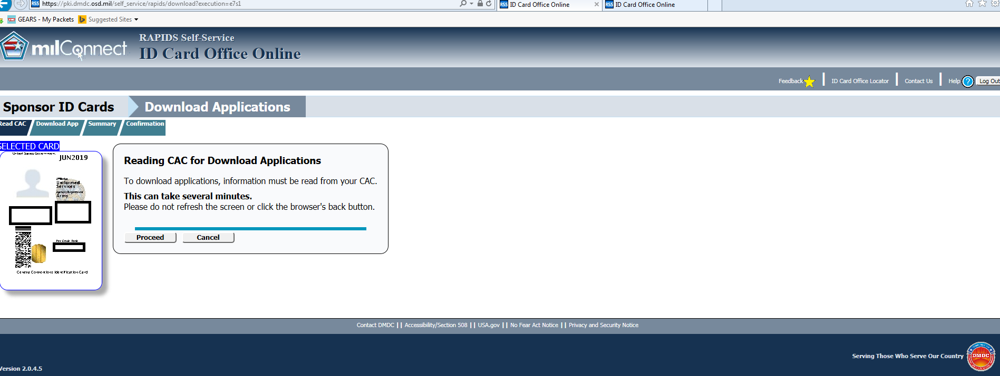 RSS https://pki.dmdc.osd.mil/self_service/rapids/download?execution=e7s1
RSS ID Card Office Online
RSS ID Card Office Online
GEARS - My Packets
Suggested Sites
milConnect
RAPIDS Self-Service
ID Card Office Online
Feedback
ID Card Office Locator
Contact Us
Help ?
Log Out
Sponsor ID Cards
Download Applications
Read CAC
Download App
Summary
Confirmation
SELECTED CARD
United States Government
JUN2019
Affiliation
Uniformed
Services
Agency/Department
Army
Pay Grade Rank
Geneva Conventions Identification Card
Reading CAC for Download Applications
To download applications, information must be read from your CAC.
This can take several minutes.
Please do not refresh the screen or click the browser's back button.
Proceed
Cancel
Contact DMDC || Accessibility/Section 508 || USA.gov || No Fear Act Notice || Privacy and Security Notice
Serving Those Who Serve Our Country
DMDC
Version 2.0.4.5